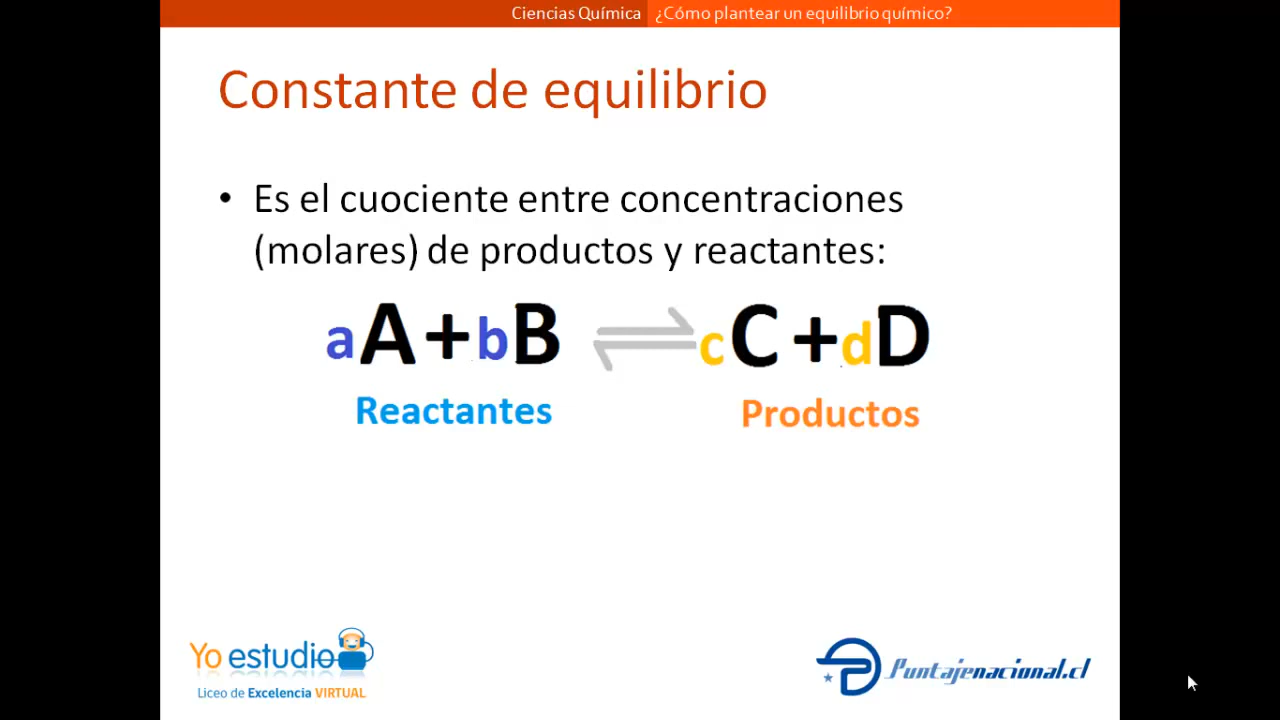 Ciencias Química ¿Cómo plantear un equilibrio químico?
Constante de equilibrio
• Es el cuociente entre concentraciones
(molares) de productos y reactantes:
aA+bB ⇌ cC+dD
Reactantes Productos
Yo estudio
Liceo de Excelencia VIRTUAL
Puntajenacional.cl